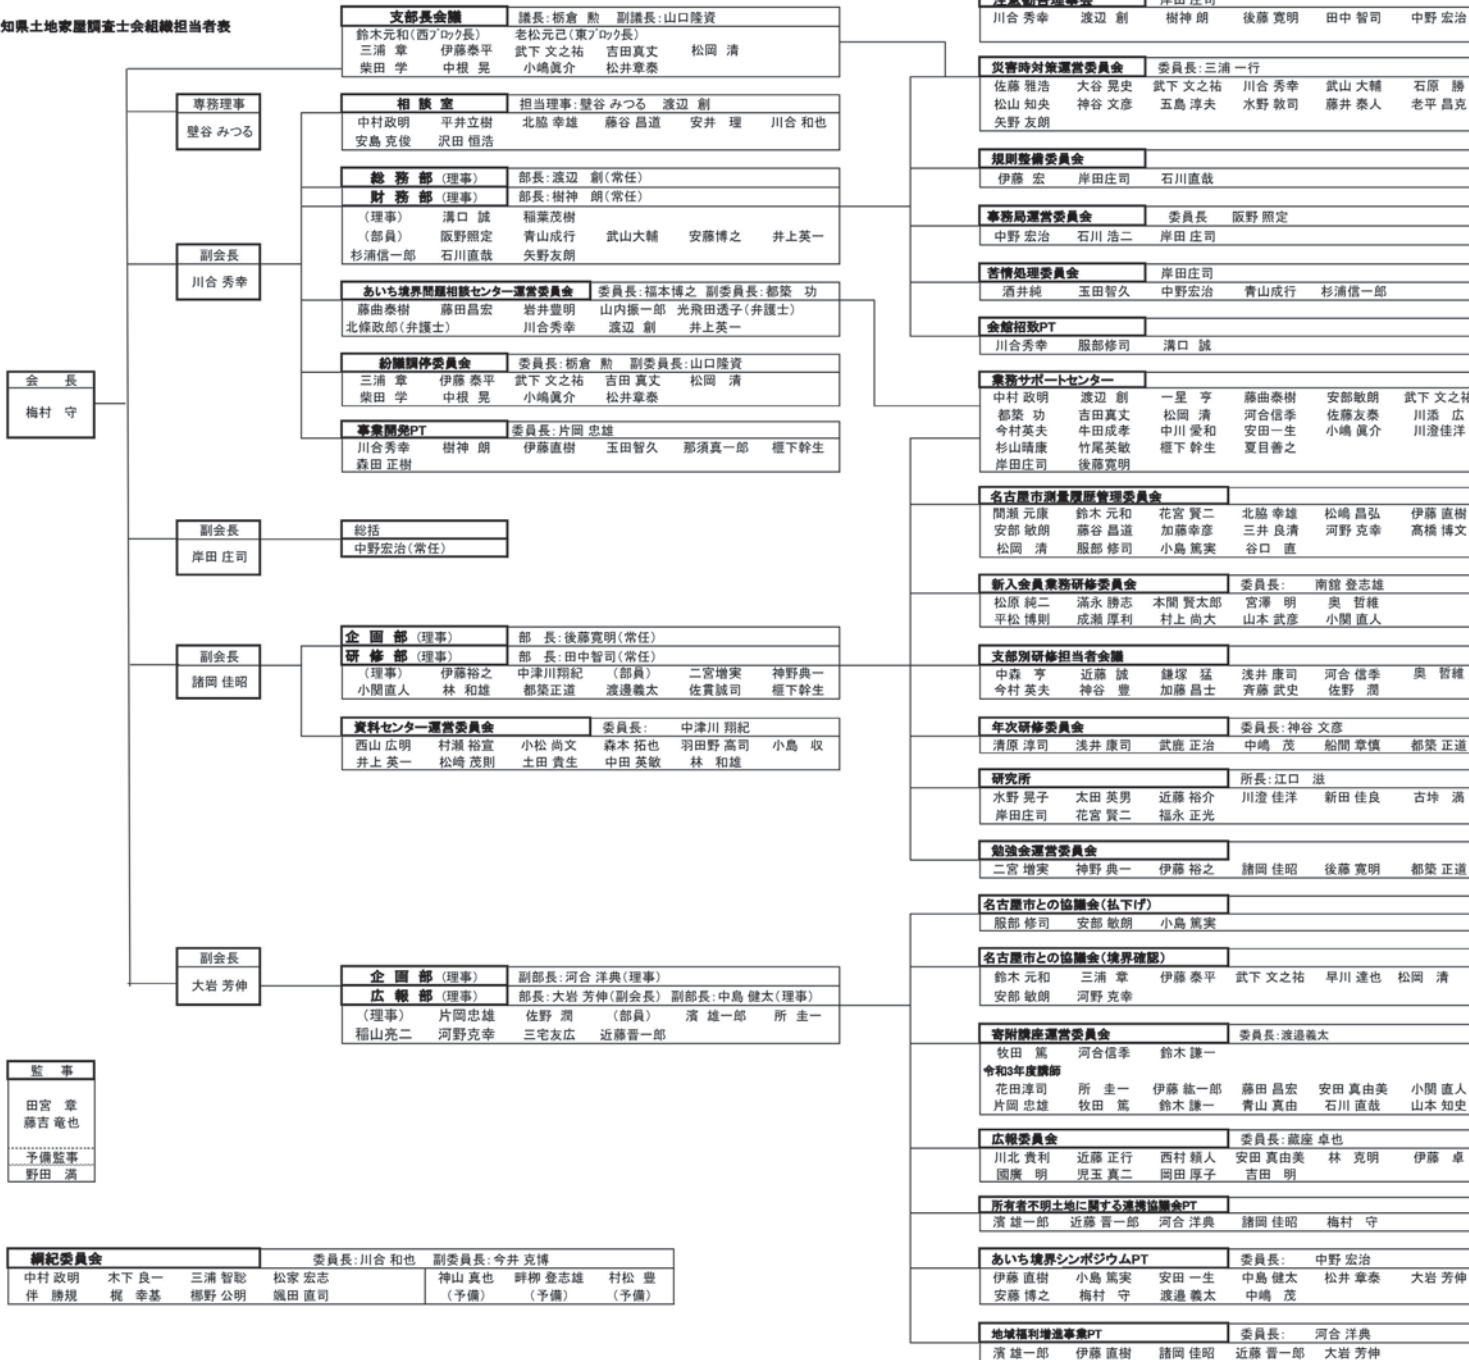 知県土地家屋調査士会組織担当者表
会 長
梅村 守
専務理事
壁谷 みつる
副会長
川合 秀幸
副会長
岸田 庄司
副会長
諸岡 佳昭
副会長
大岩 芳伸
監 事
田宮 章
藤吉 竜也
予備監事
野田 満
支部長会議 議長:栃倉 勲 副議長:山口隆資
鈴木元和(西ブロック長) 老松元己(東ブロック長)
三浦 章 伊藤泰平 武下 文之祐 吉田真丈 松岡 清
柴田 学 中根 晃 小嶋眞介 松井章泰
相 談 室 担当理事:壁谷 みつる 渡辺 創
中村政明 平井立樹 北脇 幸雄 藤谷 昌道 安井 理 川合 和也
安島 克俊 沢田 恒浩
総 務 部 (理事) 部長:渡辺 創(常任)
財 務 部 (理事) 部長:樹神 朗(常任)
(理事) 溝口 誠 稲葉茂樹
(部員) 阪野照定 青山成行 武山大輔 安藤博之 井上英一
杉浦信一郎 石川直哉 矢野友朗
あいち境界問題相談センター運営委員会 委員長:福本博之 副委員長:都築 功
藤曲泰樹 藤田昌宏 岩井豊明 山内振一郎 光飛田透子(弁護士)
北條政郎(弁護士) 川合秀幸 渡辺 創 井上英一
紛議調停委員会 委員長:栃倉 勲 副委員長:山口隆資
三浦 章 伊藤 泰平 武下 文之祐 吉田 真丈 松岡 清
柴田 学 中根 晃 小嶋眞介 松井章泰
事業開発PT 委員長:片岡 忠雄
川合秀幸 樹神 朗 伊藤直樹 玉田智久 那須真一郎 榧下幹生
森田 正樹
総括
中野宏治(常任)
企 画 部 (理事) 部 長:後藤寛明(常任)
研 修 部 (理事) 部 長:田中智司(常任)
(理事) 伊藤裕之 中津川翔紀 (部員) 二宮増実 神野典一
小関直人 林 和雄 都築正道 渡邊義太 佐貫誠司 榧下幹生
資料センター運営委員会 委員長: 中津川 翔紀
西山 広明 村瀬 裕宣 小松 尚文 森本 拓也 羽田野 高司 小島 収
井上 英一 松崎 茂則 土田 貴生 中田 英敏 林 和雄
企 画 部 (理事) 副部長:河合 洋典(理事)
広 報 部 (理事) 部長:大岩 芳伸(副会長) 副部長:中島 健太(理事)
(理事) 片岡忠雄 佐野 潤 (部員) 濱 雄一郎 所 圭一
稲山亮二 河野克幸 三宅友広 近藤晋一郎
綱紀委員会 委員長:川合 和也 副委員長:今井 克博
中村 政明 木下 良一 三浦 智聡 松家 宏志 神山 真也 畔柳 登志雄 村松 豊
伴 勝規 梶 幸基 梛野 公明 颯田 直司 (予備) (予備) (予備)
注意勧告理事会 岸田 庄司
川合 秀幸 渡辺 創 樹神 朗 後藤 寛明 田中 智司 中野 宏治
災害時対策運営委員会 委員長:三浦 一行
佐藤 雅浩 大谷 晃史 武下 文之祐 川合 秀幸 武山 大輔 石原 勝
松山 知央 神谷 文彦 五島 淳夫 水野 敦司 藤井 泰人 老平 昌克
矢野 友朗
規則整備委員会
伊藤 宏 岸田庄司 石川直哉
事務局運営委員会 委員長 阪野 照定
中野 宏治 石川 浩二 岸田 庄司
苦情処理委員会 岸田庄司
酒井純 玉田智久 中野宏治 青山成行 杉浦信一郎
会館招致PT
川合秀幸 服部修司 溝口 誠
業務サポートセンター
中村 政明 渡辺 創 一星 亨 藤曲泰樹 安部敏朗 武下 文之祐
都築 功 吉田真丈 松岡 清 河合信季 佐藤友泰 川添 広
今村英夫 牛田成孝 中川 愛和 安田一生 小嶋 眞介 川澄佳洋
杉山晴康 竹尾英敏 榧下 幹生 夏目善之
岸田庄司 後藤寛明
名古屋市測量履歴管理委員会
間瀬 元康 鈴木 元和 花宮 賢二 北脇 幸雄 松嶋 昌弘 伊藤 直樹
安部 敏朗 藤谷 昌道 加藤幸彦 三井 良清 河野 克幸 髙橋 博文
松岡 清 服部 修司 小島 篤実 谷口 直
新入会員業務研修委員会 委員長: 南舘 登志雄
松原 純二 滿永 勝志 本間 賢太郎 宮澤 明 奥 哲維
平松 博則 成瀬 厚利 村上 尚大 山本 武彦 小関 直人
支部別研修担当者会議
中森 亨 近藤 誠 鎌塚 猛 浅井 康司 河合 信季 奥 哲維
今村 英夫 神谷 豊 加藤 昌士 斉藤 武史 佐野 潤
年次研修委員会 委員長:神谷 文彦
清原 淳司 浅井 康司 武鹿 正治 中嶋 茂 船間 章慎 都築 正道
研究所 所長:江口 滋
水野 晃子 太田 英男 近藤 裕介 川澄 佳洋 新田 佳良 古垰 満
岸田庄司 花宮 賢二 福永 正光
勉強会運営委員会
二宮 増実 神野 典一 伊藤 裕之 諸岡 佳昭 後藤 寛明 都築 正道
名古屋市との協議会(払下げ)
服部 修司 安部 敏朗 小島 篤実
名古屋市との協議会(境界確認)
鈴木 元和 三浦 章 伊藤 泰平 武下 文之祐 早川 達也 松岡 清
安部 敏朗 河野 克幸
寄附講座運営委員会 委員長:渡邉義太
牧田 篤 河合信季 鈴木 謙一
令和3年度講師
花田淳司 所 圭一 伊藤 紘一郎 藤田 昌宏 安田 真由美 小関 直人
片岡 忠雄 牧田 篤 鈴木 謙一 青山 真由 石川 直哉 山本 知史
広報委員会 委員長:蔵座 卓也
川北 貴利 近藤 正行 西村 頼人 安田 真由美 林 克明 伊藤 卓
國廣 明 児玉 真二 岡田 厚子 吉田 明
所有者不明土地に関する連携協議会PT
濱 雄一郎 近藤 晋一郎 河合 洋典 諸岡 佳昭 梅村 守
あいち境界シンポジウムPT 委員長: 中野 宏治
伊藤 直樹 小島 篤実 安田 一生 中島 健太 松井 章泰 大岩 芳伸
安藤 博之 梅村 守 渡邉 義太 中嶋 茂
地域福利増進事業PT 委員長: 河合 洋典
濱 雄一郎 伊藤 直樹 諸岡 佳昭 近藤 晋一郎 大岩 芳伸